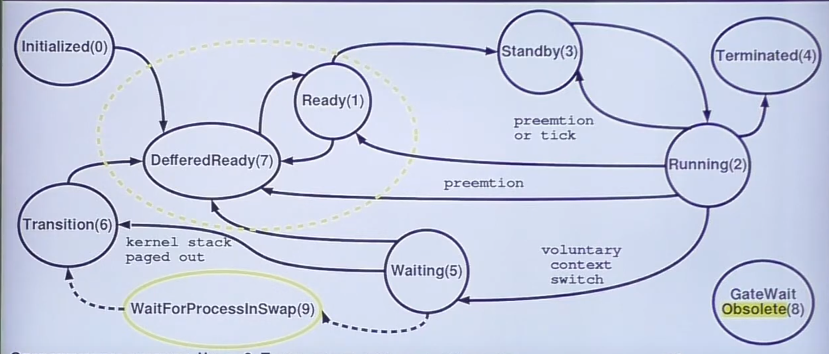 Initialized(0)
Standby(3)
Terminated(4)
Ready(1)
preemtion
or tick
DefferedReady(7)
Running(2)
preemtion
Transition(6)
kernel stack
paged out
Waiting(5)
voluntary
context
switch
WaitForProcessInSwap(9)
GateWait
Obsolete(8)